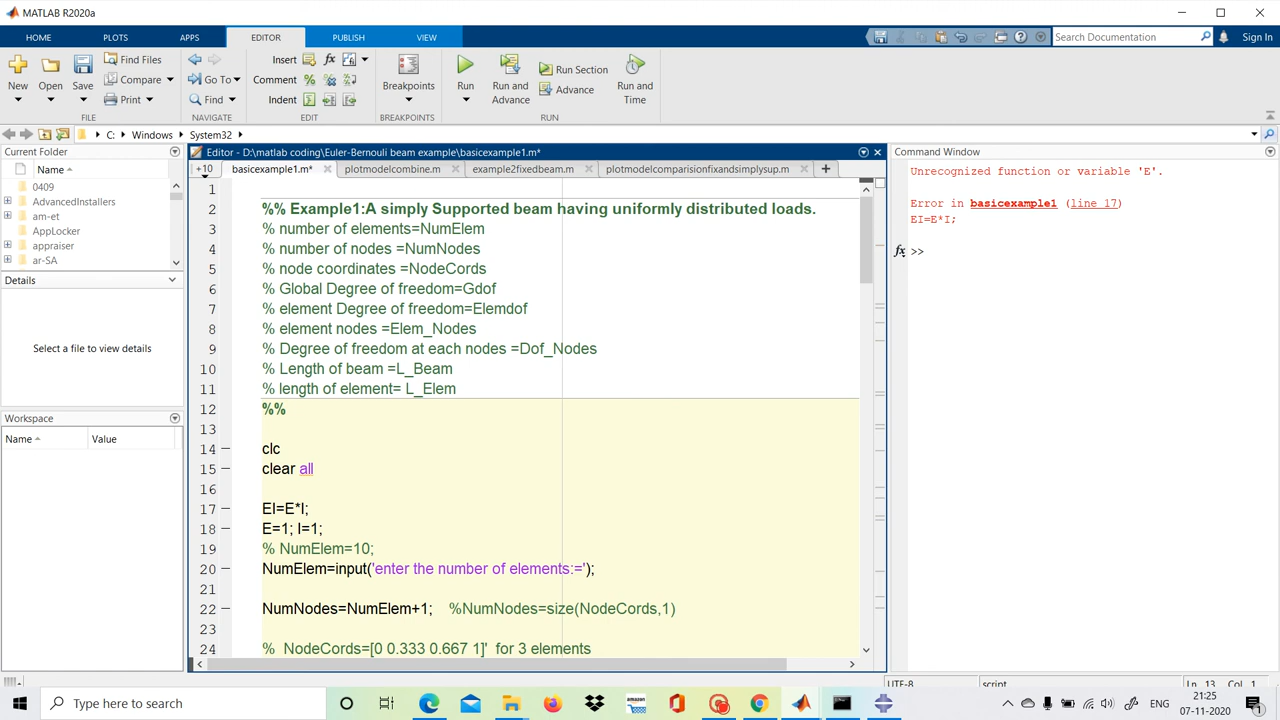 MATLAB R2020a
HOME PLOTS APPS EDITOR PUBLISH VIEW Search Documentation Sign In
New Open Save Find Files Compare Print
FILE
Go To Find
NAVIGATE
Insert fx
Comment
Indent
EDIT
Breakpoints
BREAKPOINTS
Run Run and Advance Run Section Advance Run and Time
RUN
C: Windows System32
Current Folder
Name
0409
AdvancedInstallers
am-et
AppLocker
appraiser
ar-SA
Details
Select a file to view details
Workspace
Name Value
Editor - D:\matlab coding\Euler-Bernouli beam example\basicexample1.m*
+10 basicexample1.m* plotmodelcombine.m example2fixedbeam.m plotmodelcomparisionfixandsimplysup.m
1
2 %% Example1:A simply Supported beam having uniformly distributed loads.
3 % number of elements=NumElem
4 % number of nodes =NumNodes
5 % node coordinates =NodeCords
6 % Global Degree of freedom=Gdof
7 % element Degree of freedom=Elemdof
8 % element nodes =Elem_Nodes
9 % Degree of freedom at each nodes =Dof_Nodes
10 % Length of beam =L_Beam
11 % length of element= L_Elem
12 %%
13
14 clc
15 clear all
16
17 EI=E*I;
18 E=1; I=1;
19 % NumElem=10;
20 NumElem=input('enter the number of elements:=');
21
22 NumNodes=NumElem+1; %NumNodes=size(NodeCords,1)
23
24 % NodeCords=[0 0.333 0.667 1]' for 3 elements
Command Window
Unrecognized function or variable 'E'.
Error in basicexample1 (line 17)
EI=E*I;
fx >>
UTF-8 script Ln 13 Col 1
Type here to search
amazon
ENG
21:25
07-11-2020
1